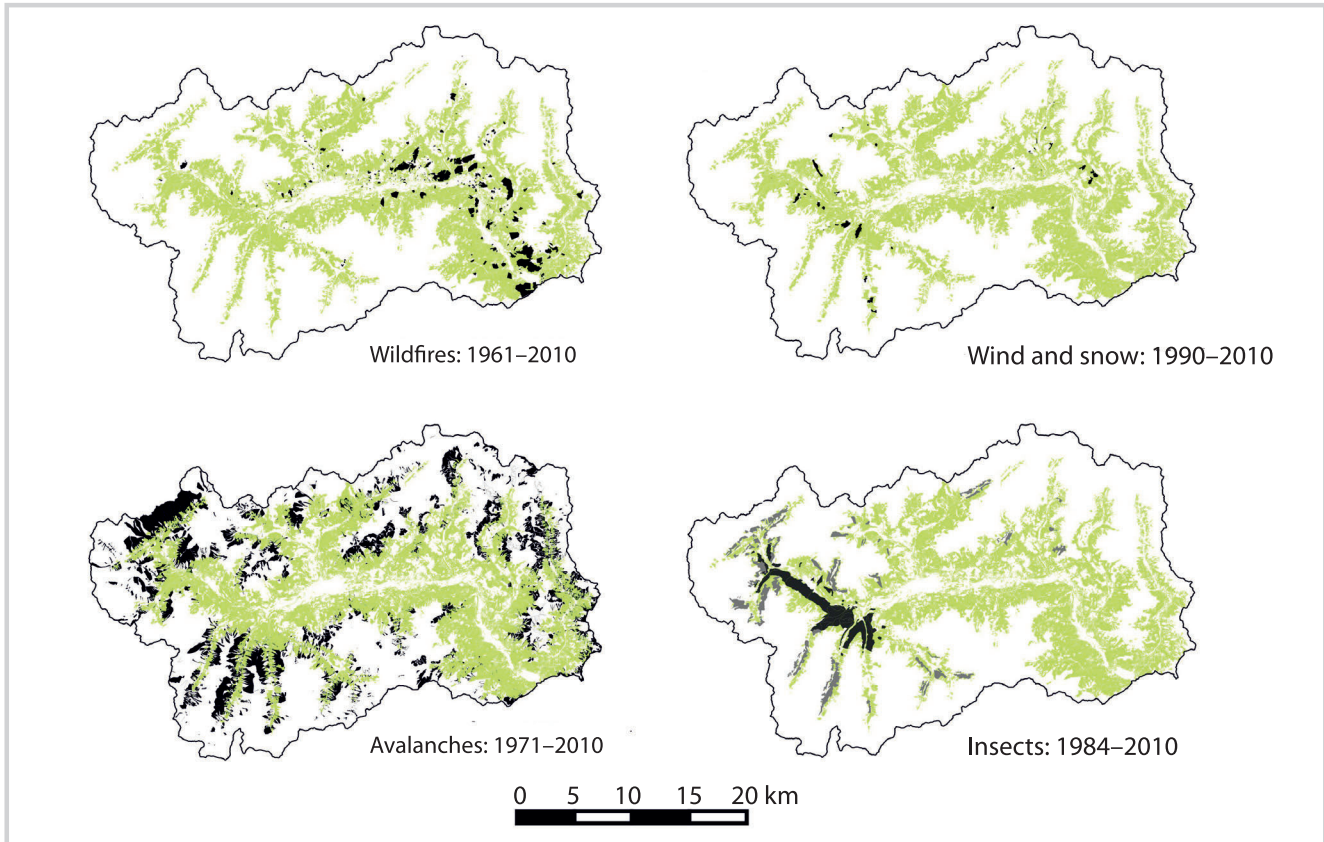 Wildfires: 1961–2010
Wind and snow: 1990–2010
Avalanches: 1971–2010
Insects: 1984–2010
0 5 10 15 20 km